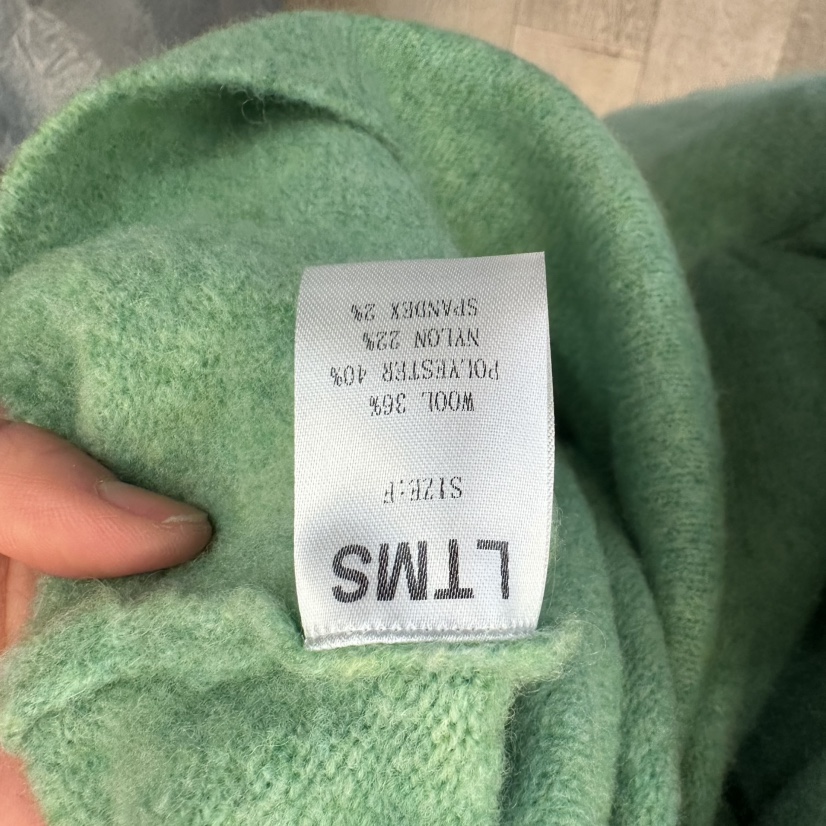 LTMS
SIZE:F
WOOL 36%
POLYESTER 40%
NYLON 22%
SPANDEX 2%